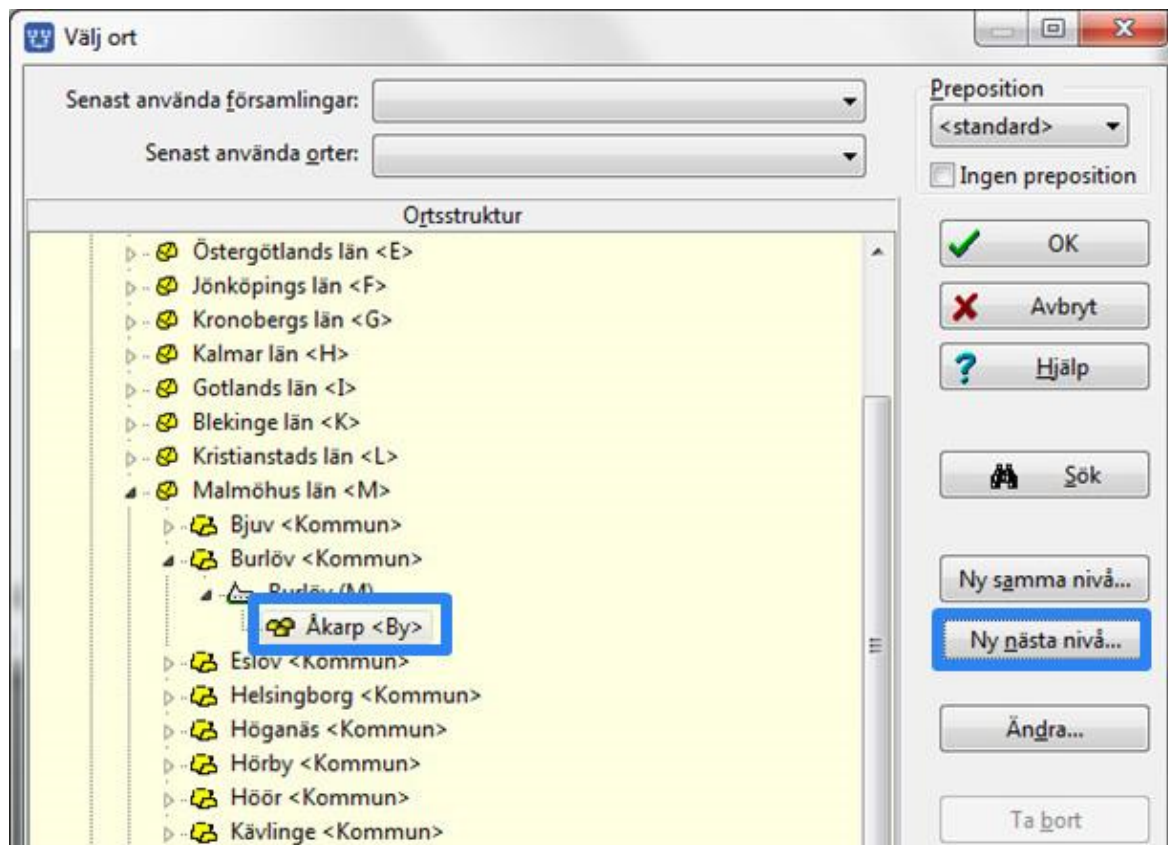 Välj ort
Senast använda församlingar:
Senast använda orter:
Preposition
<standard>
Ingen preposition
Ortsstruktur
Östergötlands län <E>
Jönköpings län <F>
Kronobergs län <G>
Kalmar län <H>
Gotlands län <I>
Blekinge län <K>
Kristianstads län <L>
Malmöhus län <M>
Bjuv <Kommun>
Burlöv <Kommun>
Burlöv (M)
Åkarp <By>
Eslöv <Kommun>
Helsingborg <Kommun>
Höganäs <Kommun>
Hörby <Kommun>
Höör <Kommun>
Kävlinge <Kommun>
OK
Avbryt
Hjälp
Sök
Ny samma nivå...
Ny nästa nivå...
Ändra...
Ta bort